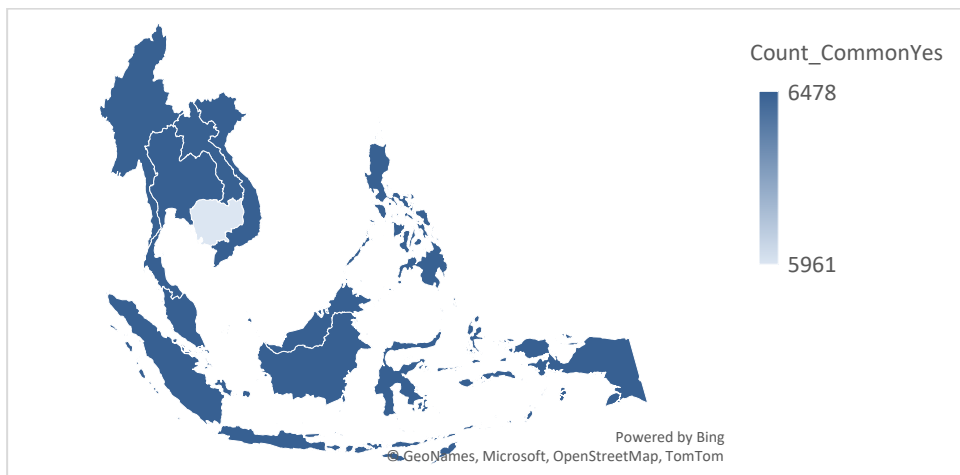 Count_CommonYes
6478
5961
Powered by Bing
© GeoNames, Microsoft, OpenStreetMap, TomTom